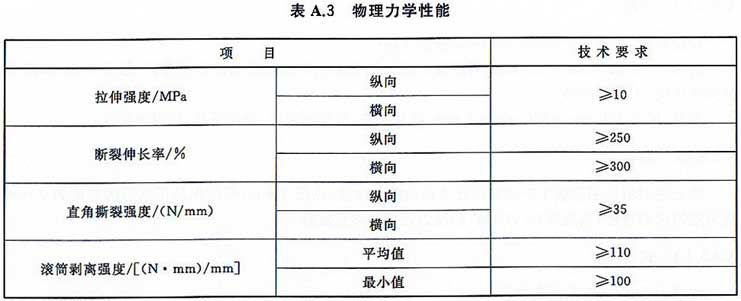 表 A.3 物理力学性能
项 目 技术要求
拉伸强度/MPa 纵向 ≥10
横向
断裂伸长率/% 纵向 ≥250
横向 ≥300
直角撕裂强度/(N/mm) 纵向 ≥35
横向
滚筒剥离强度/[(N·mm)/mm] 平均值 ≥110
最小值 ≥100